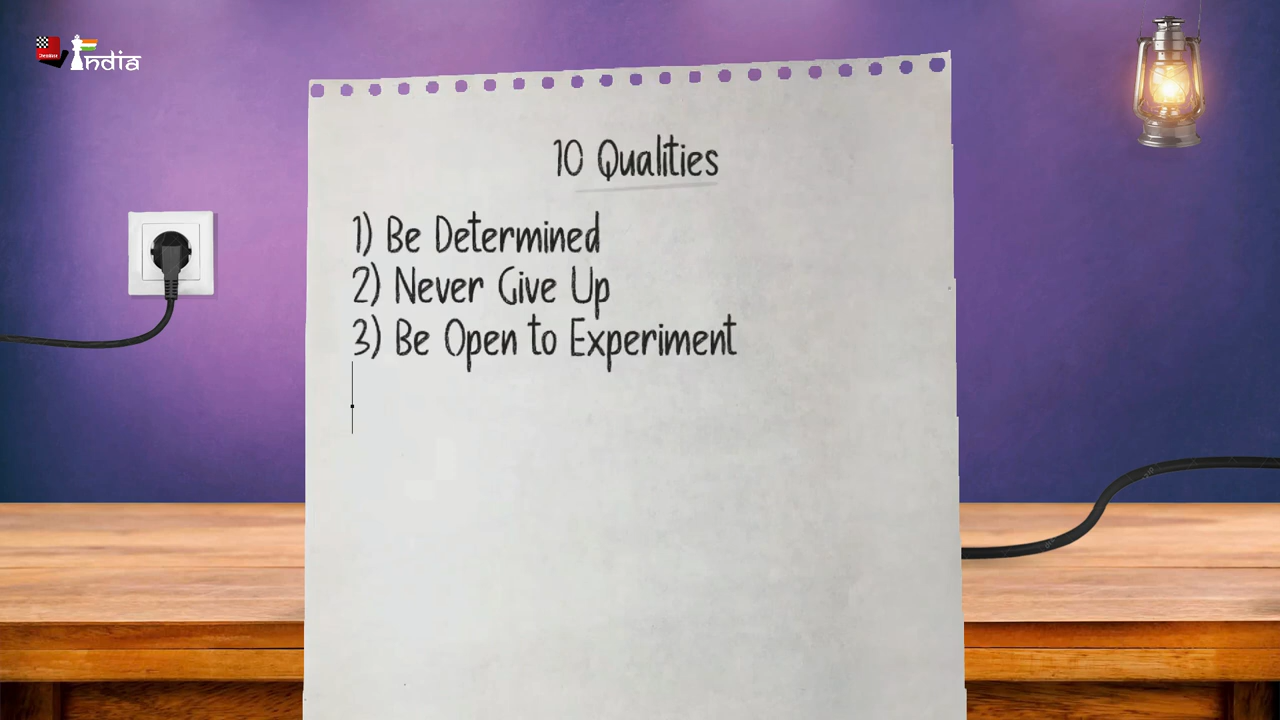 India
10 Qualities
1) Be Determined
2) Never Give Up
3) Be Open to Experiment